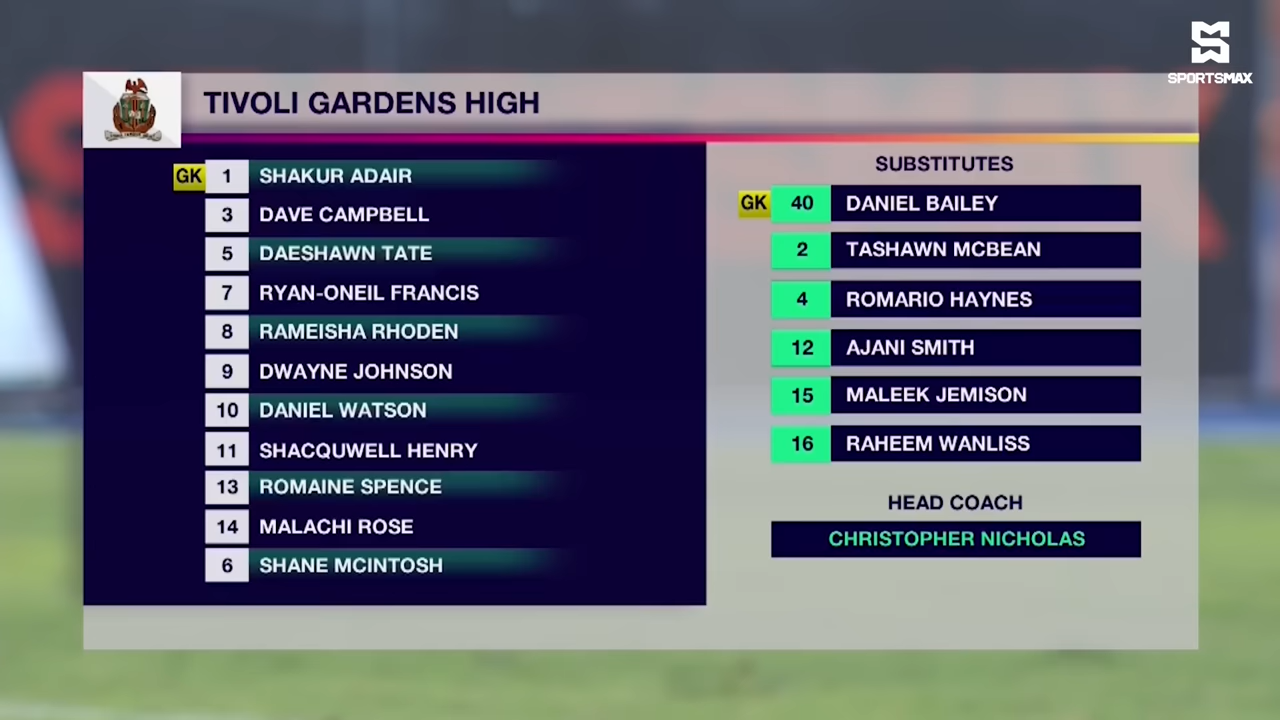 SPORTSMAX
TIVOLI GARDENS HIGH
GK 1 SHAKUR ADAIR
3 DAVE CAMPBELL
5 DAESHAWN TATE
7 RYAN-ONEIL FRANCIS
8 RAMEISHA RHODEN
9 DWAYNE JOHNSON
10 DANIEL WATSON
11 SHACQUWELL HENRY
13 ROMAINE SPENCE
14 MALACHI ROSE
6 SHANE MCINTOSH
SUBSTITUTES
GK 40 DANIEL BAILEY
2 TASHAWN MCBEAN
4 ROMARIO HAYNES
12 AJANI SMITH
15 MALEEK JEMISON
16 RAHEEM WANLISS
HEAD COACH
CHRISTOPHER NICHOLAS